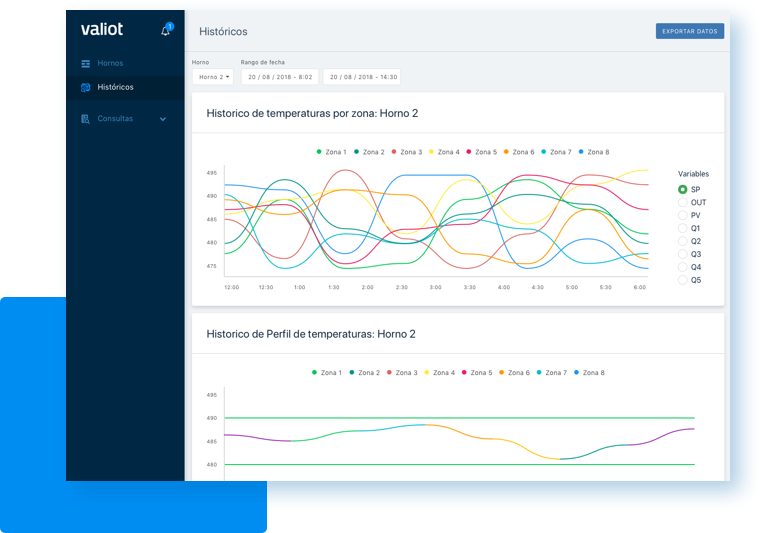 valiot
1
Históricos
EXPORTAR DATOS
Hornos
Históricos
Consultas
Horno
Rango de fecha
Horno 2
20 / 08 / 2018 - 8:02
20 / 08 / 2018 - 14:30
Historico de temperaturas por zona: Horno 2
Zona 1 Zona 2 Zona 3 Zona 4 Zona 5 Zona 6 Zona 7 Zona 8
495
490
485
480
475
12:00 12:30 1:00 1:30 2:00 2:30 3:00 3:30 4:00 4:30 5:00 5:30 6:00
Variables
SP
OUT
PV
Q1
Q2
Q3
Q4
Q5
Historico de Perfil de temperaturas: Horno 2
Zona 1 Zona 2 Zona 3 Zona 4 Zona 5 Zona 6 Zona 7 Zona 8
495
490
485
480